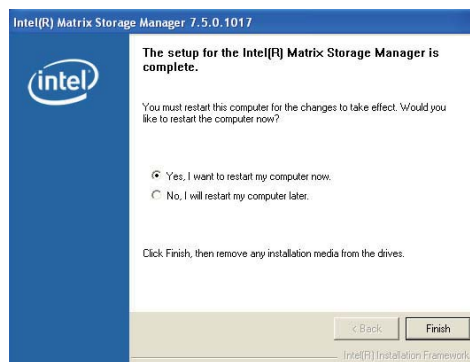 Intel(R) Matrix Storage Manager 7.5.0.1017
intel
The setup for the Intel(R) Matrix Storage Manager is
complete.
You must restart this computer for the changes to take effect. Would you
like to restart the computer now?
Yes, I want to restart my computer now.
No, I will restart my computer later.
Click Finish, then remove any installation media from the drives.
< Back
Finish
Intel(R) Installation Framework